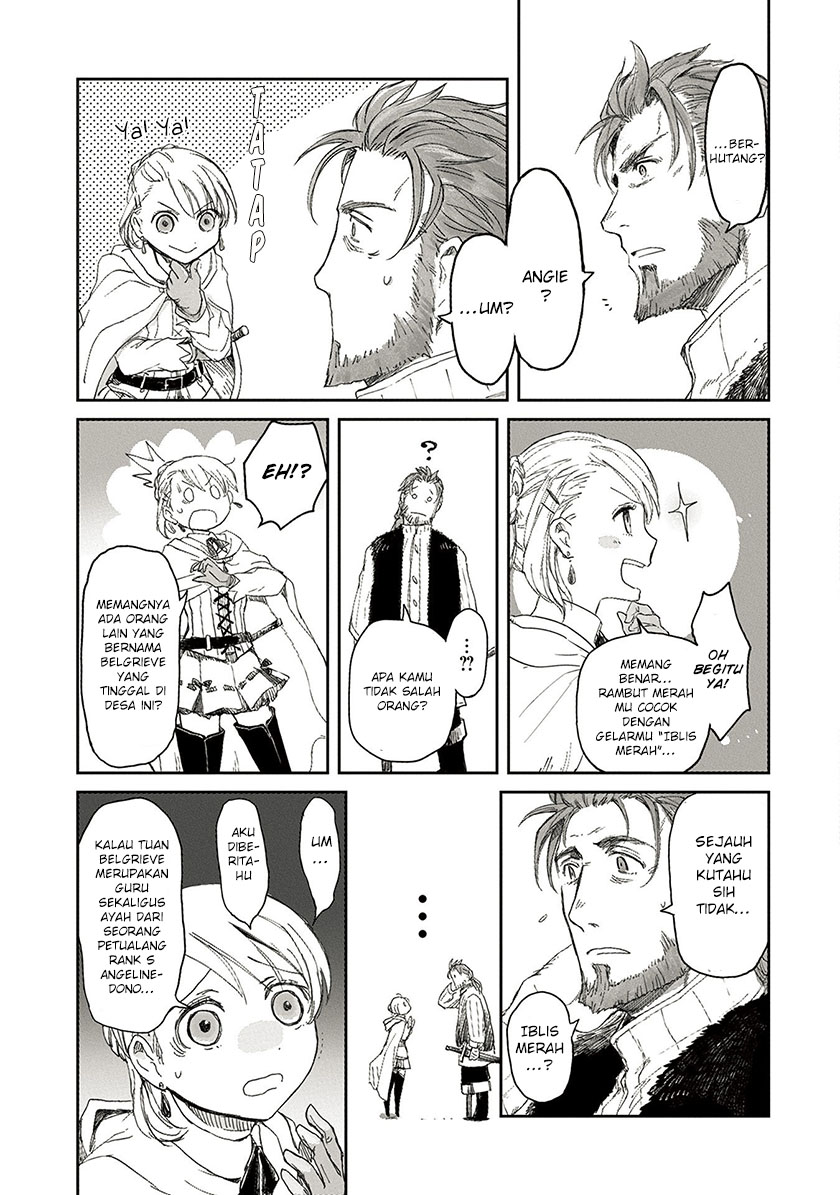 ...BER-
HUTANG?
ANGIE
?
...UM?
TATAP
Ya! Ya!
OH
BEGITU
YA!
MEMANG
BENAR...
RAMBUT MERAH
MU COCOK
DENGAN
GELARMU "IBLIS
MERAH"...
?
...??
APA KAMU
TIDAK SALAH
ORANG?
EH!?
MEMANGNYA
ADA ORANG
LAIN YANG
BERNAMA
BELGRIEVE
YANG
TINGGAL DI
DESA INI?
SEJAUH
YANG
KUTAHU
SIH
TIDAK...
IBLIS
MERAH
...?
...
UM
...
AKU
DIBE-
RITA-
HU
KALAU TUAN
BELGRIEVE
MERUPAKAN
GURU
SEKALIGUS
AYAH DARI
SEORANG
PETUALANG
RANK S
ANGELINE-
DONO...